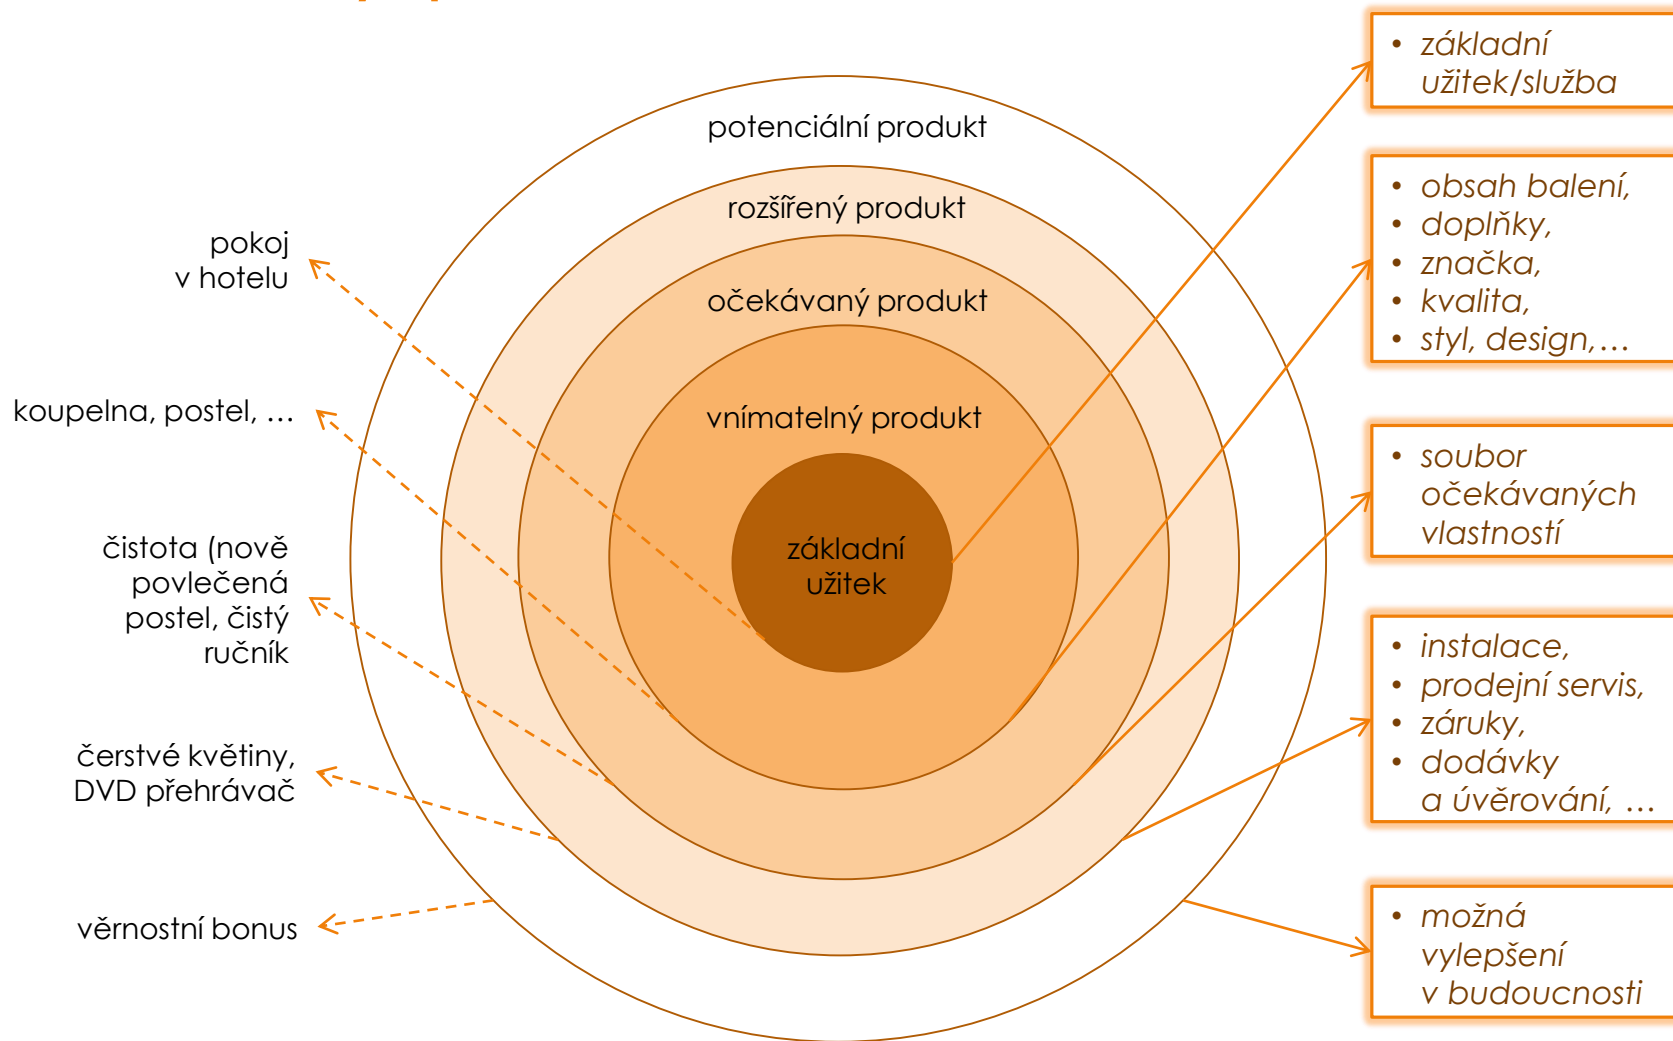 potenciální produkt
rozšířený produkt
očekávaný produkt
vnímatelný produkt
základní
užitek
pokoj
v hotelu
koupelna, postel, …
čistota (nově
povlečená
postel, čistý
ručník
čerstvé květiny,
DVD přehrávač
věrnostní bonus
• základní
užitek/služba
• obsah balení,
• doplňky,
• značka,
• kvalita,
• styl, design,…
• soubor
očekávaných
vlastností
• instalace,
• prodejní servis,
• záruky,
• dodávky
a úvěrování, …
• možná
vylepšení
v budoucnosti